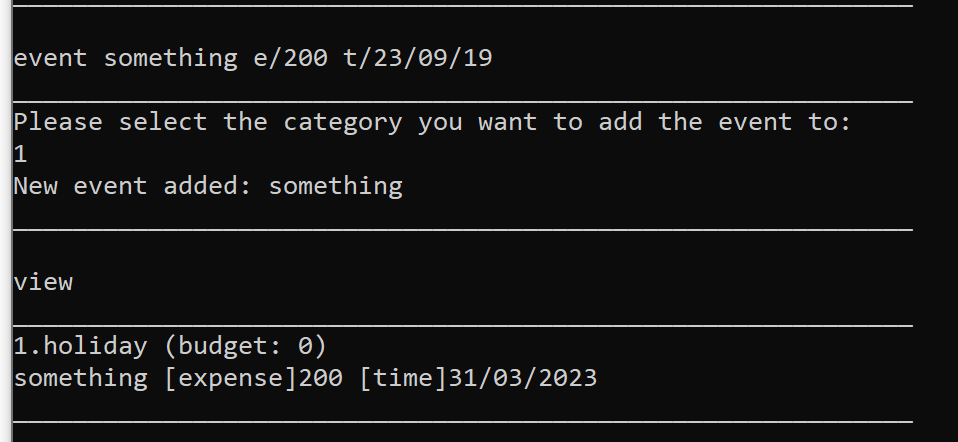 event something e/200 t/23/09/19
Please select the category you want to add the event to:
1
New event added: something
view
1.holiday (budget: 0)
something [expense]200 [time]31/03/2023